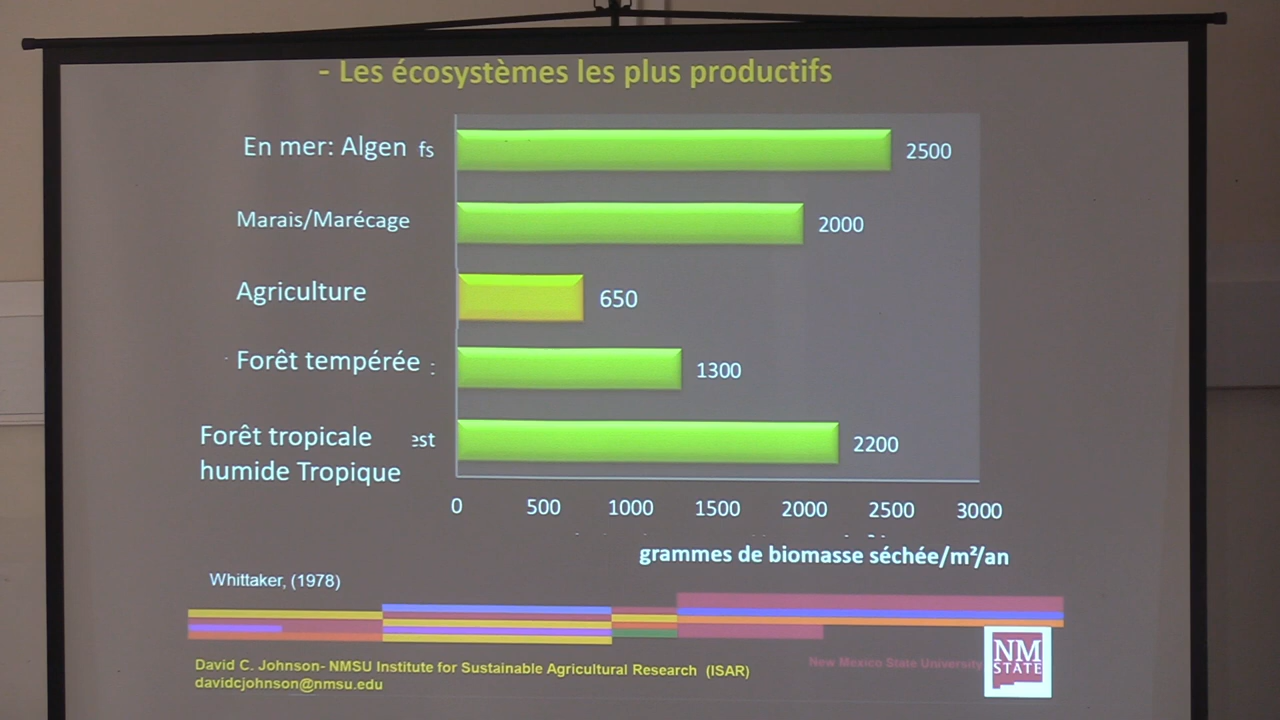 - Les écosystèmes les plus productifs
En mer: Algen fs
2500
Marais/Marécage
2000
Agriculture
650
Forêt tempérée :
1300
Forêt tropicale est
humide Tropique
2200
0 500 1000 1500 2000 2500 3000
grammes de biomasse séchée/m²/an
Whittaker, (1978)
David C. Johnson- NMSU Institute for Sustainable Agricultural Research (ISAR)
davidcjohnson@nmsu.edu
New Mexico State University
NM
STATE